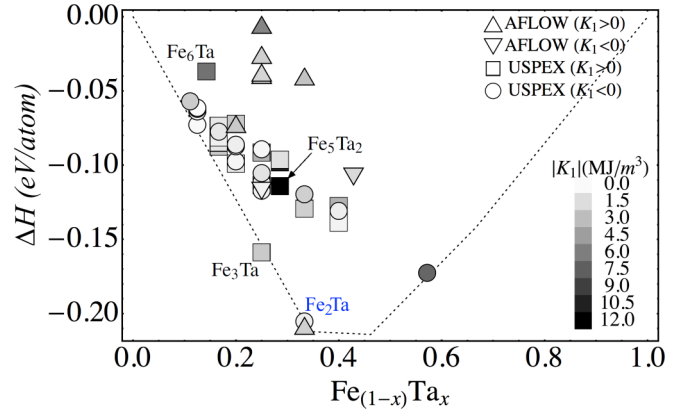 0.00
−0.05
−0.10
−0.15
−0.20
ΔH (eV/atom)
0.0
0.2
0.4
0.6
0.8
1.0
Fe(1−x)Tax
AFLOW (K1>0)
AFLOW (K1<0)
USPEX (K1>0)
USPEX (K1<0)
Fe6Ta
Fe5Ta2
Fe3Ta
Fe2Ta
|K1|(MJ/m³)
0.0
1.5
3.0
4.5
6.0
7.5
9.0
10.5
12.0